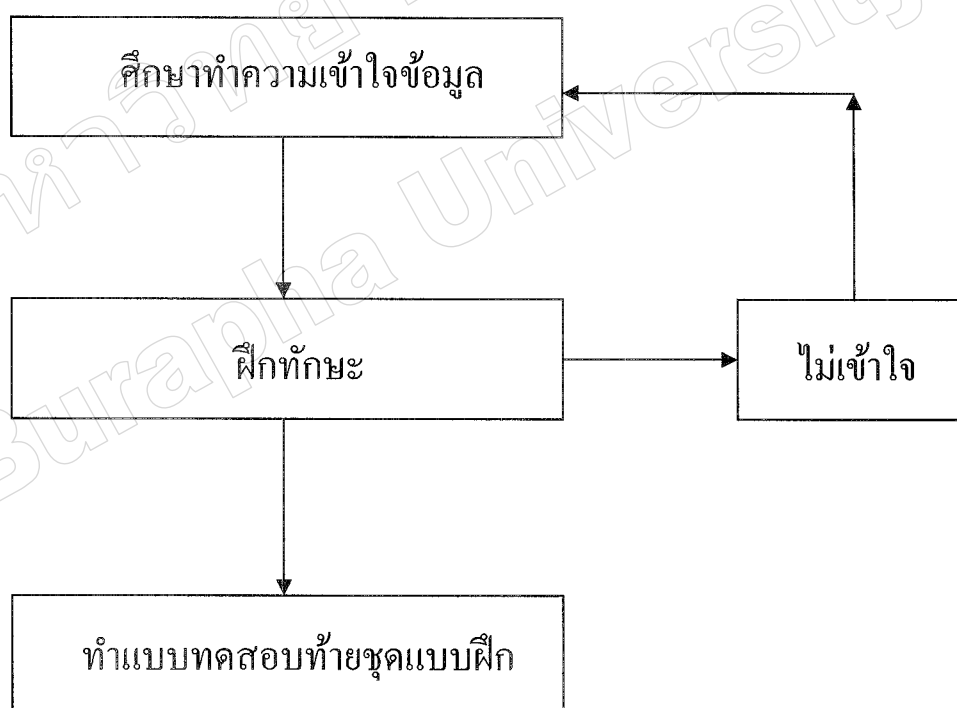 ศึกษาทำความเข้าใจข้อมูล
ฝึกทักษะ
ไม่เข้าใจ
ทำแบบทดสอบท้ายชุดแบบฝึก
Burapha University